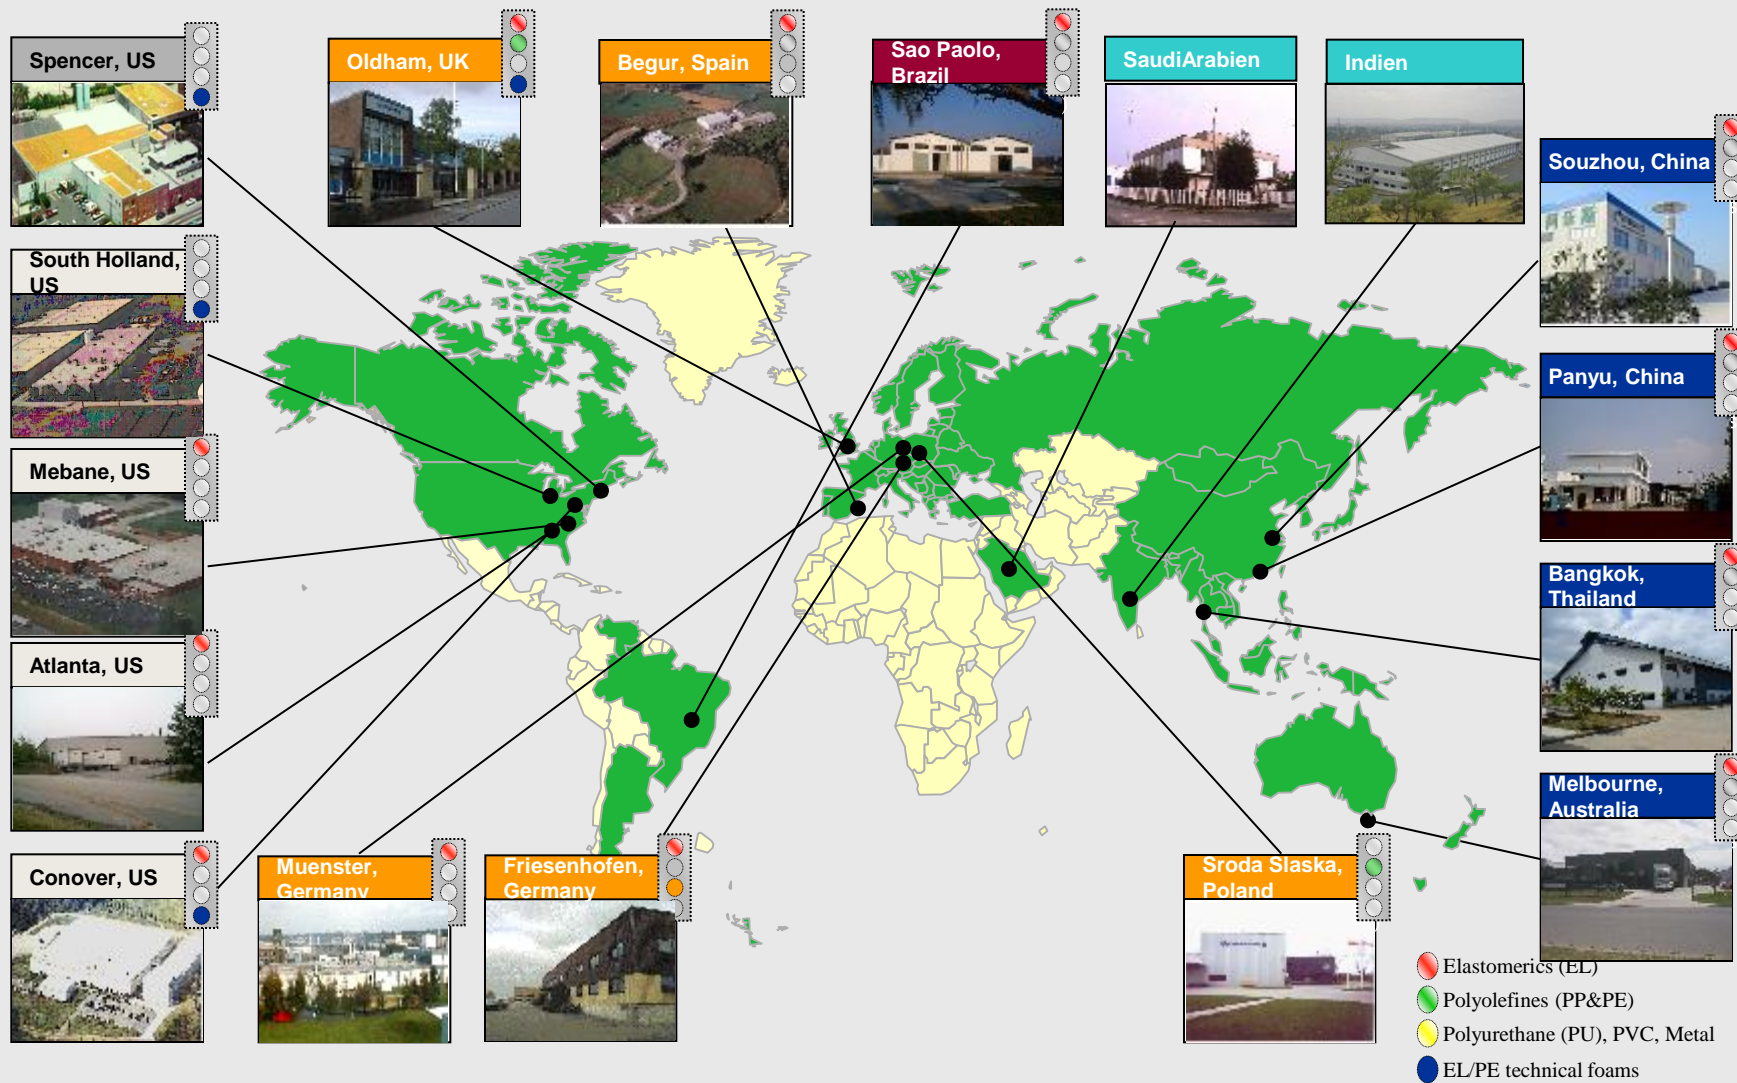 Spencer, US
Oldham, UK
Begur, Spain
Sao Paolo,
Brazil
SaudiArabien
Indien
Souzhou, China
South Holland,
US
Panyu, China
Mebane, US
Bangkok,
Thailand
Atlanta, US
Melbourne,
Australia
Conover, US
Muenster,
Germany
Friesenhofen,
Germany
Sroda Slaska,
Poland
Elastomerics (EL)
Polyolefines (PP&PE)
Polyurethane (PU), PVC, Metal
EL/PE technical foams